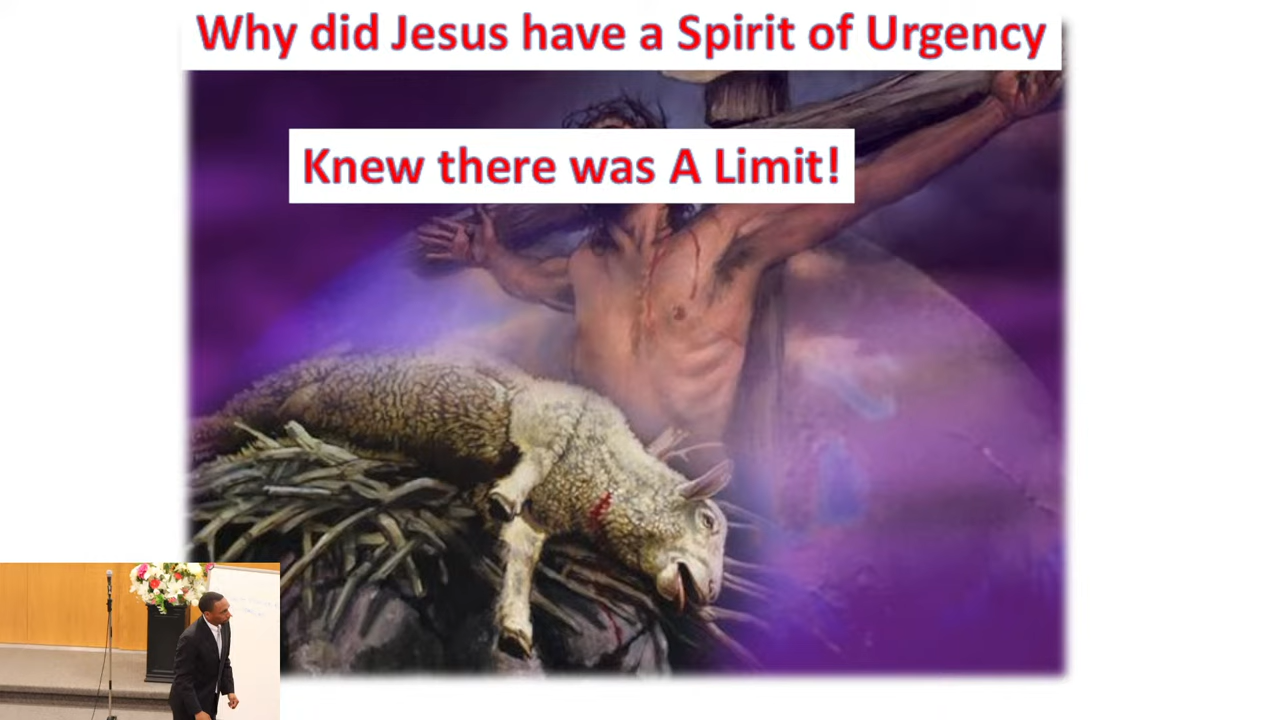 Why did Jesus have a Spirit of Urgency
Knew there was A Limit!